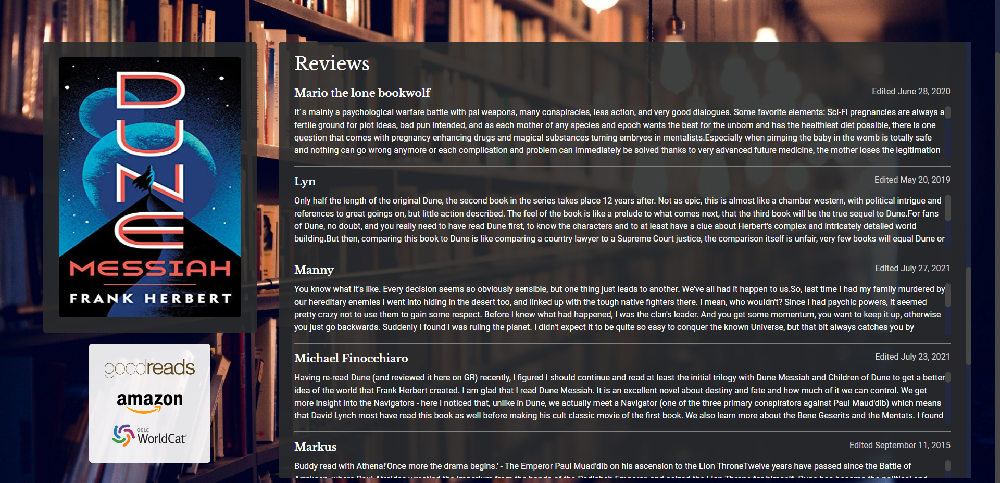 DUNE
MESSIAH
FRANK HERBERT
goodreads
amazon
OCLC
WorldCat
Reviews
Mario the lone bookwolf
Edited June 28, 2020
It´s mainly a psychological warfare battle with psi weapons, many conspiracies, less action, and very good dialogues. Some favorite elements: Sci-Fi pregnancies are always a
fertile ground for plot ideas, bad pun intended, and as each mother of any species and epoch wants the best for the unborn and has the healthiest diet possible, there is one
question that comes with pregnancy enhancing drugs and magical substances turning embryos in mentalists.Especially when pimping the baby in the womb is totally safe
and nothing can go wrong anymore or each complication and problem can immediately be solved thanks to very advanced future medicine, the mother loses the legitimation
Lyn
Edited May 20, 2019
Only half the length of the original Dune, the second book in the series takes place 12 years after. Not as epic, this is almost like a chamber western, with political intrigue and
references to great goings on, but little action described. The feel of the book is like a prelude to what comes next, that the third book will be the true sequel to Dune.For fans
of Dune, no doubt, and you really need to have read Dune first, to know the characters and to at least have a clue about Herbert's complex and intricately detailed world
building.But then, comparing this book to Dune is like comparing a country lawyer to a Supreme Court justice, the comparison itself is unfair, very few books will equal Dune or
Manny
Edited July 27, 2021
You know what it's like. Every decision seems so obviously sensible, but one thing just leads to another. We've all had it happen to us.So, last time I had my family murdered by
our hereditary enemies I went into hiding in the desert too, and linked up with the tough native fighters there. I mean, who wouldn't? Since I had psychic powers, it seemed
pretty crazy not to use them to gain some respect. Before I knew what had happened, I was the clan's leader. And you get some momentum, you want to keep it up, otherwise
you just go backwards. Suddenly I found I was ruling the planet. I didn't expect it to be quite so easy to conquer the known Universe, but that bit always catches you by
Michael Finocchiaro
Edited July 23, 2021
Having re-read Dune (and reviewed it here on GR) recently, I figured I should continue and read at least the initial trilogy with Dune Messiah and Children of Dune to get a better
idea of the world that Frank Herbert created. I am glad that I read Dune Messiah. It is an excellent novel about destiny and fate and how much of it we can control. We get
more insight into the Navigators - here I noticed that, unlike in Dune, we actually meet a Navigator (one of the three primary conspirators against Paul Maud'dib) which means
that David Lynch most have read this book as well before making his cult classic movie of the first book. We also learn more about the Bene Geserits and the Mentats. I found
Markus
Edited September 11, 2015
Buddy read with Athena!'Once more the drama begins.' - The Emperor Paul Muad'dib on his ascension to the Lion ThroneTwelve years have passed since the Battle of
Arrakeen, where Paul Atreides wrestled the Imperium from the hands of the Padishah Emperor, and seized the Lion Throne for himself. Dune has become the political and